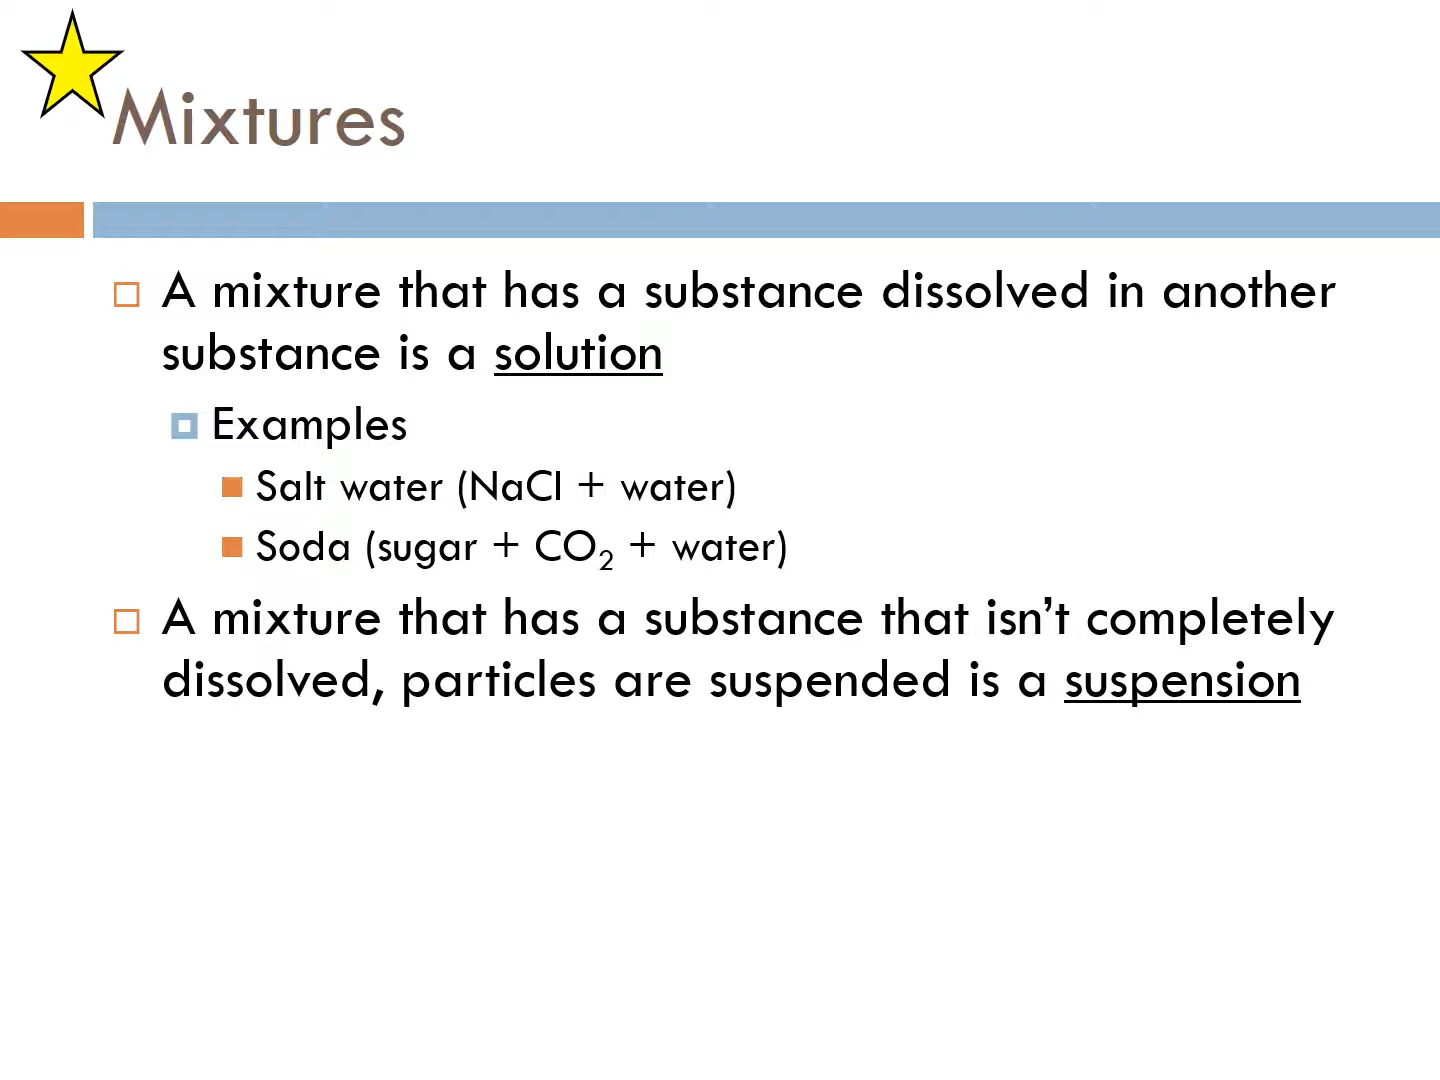 Mixtures
A mixture that has a substance dissolved in another
substance is a solution
Examples
Salt water (NaCl + water)
Soda (sugar + CO₂ + water)
A mixture that has a substance that isn’t completely
dissolved, particles are suspended is a suspension